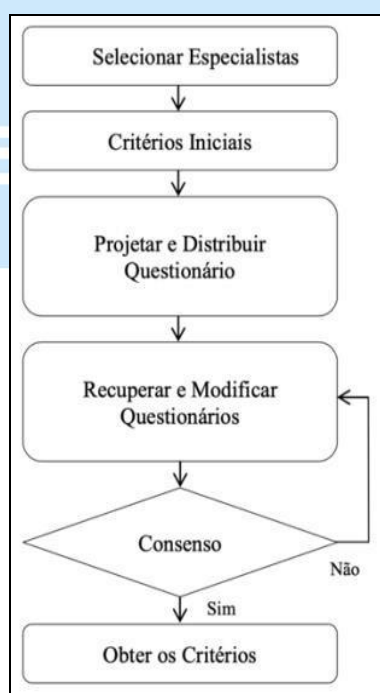 Selecionar Especialistas
Critérios Iniciais
Projetar e Distribuir
Questionário
Recuperar e Modificar
Questionários
Consenso
Não
Sim
Obter os Critérios